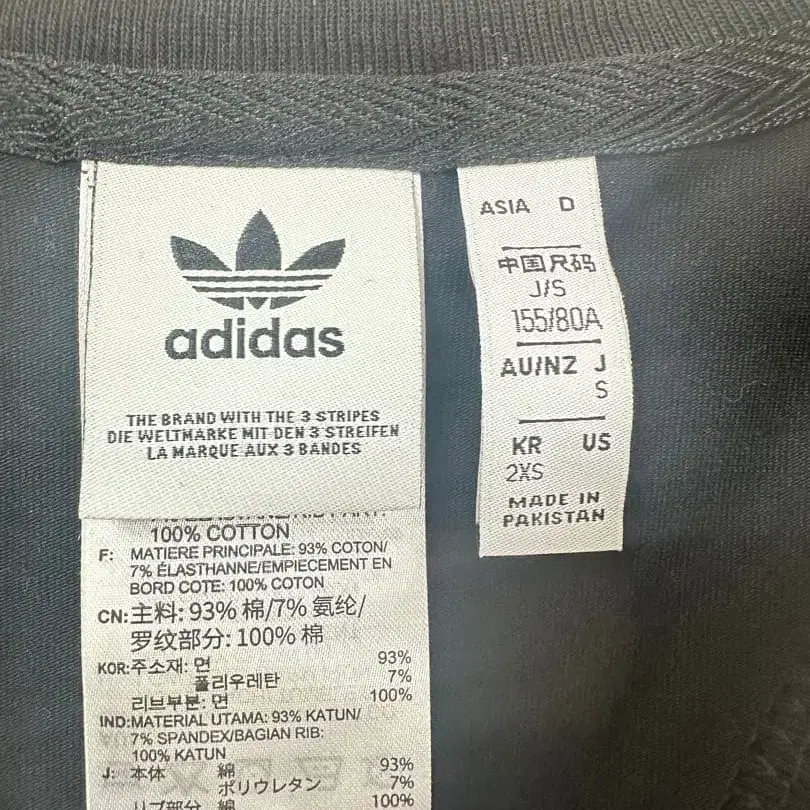 adidas
THE BRAND WITH THE 3 STRIPES
DIE WELTMARKE MIT DEN 3 STREIFEN
LA MARQUE AUX 3 BANDES
100% COTTON
F: MATIERE PRINCIPALE: 93% COTON/
7% ÉLASTHANNE/EMPIECEMENT EN
BORD COTE: 100% COTON
CN:主料: 93% 棉/7% 氨纶/
罗纹部分: 100% 棉
KOR:주소재: 면 93%
폴리우레탄 7%
리브부분: 면 100%
IND:MATERIAL UTAMA: 93% KATUN/
7% SPANDEX/BAGIAN RIB:
100% KATUN
J: 本体 綿 93%
ポリウレタン 7%
リブ部分 綿 100%
ASIA D
中国尺码
J/S
155/80A
AU/NZ J
S
KR US
2XS
MADE IN
PAKISTAN